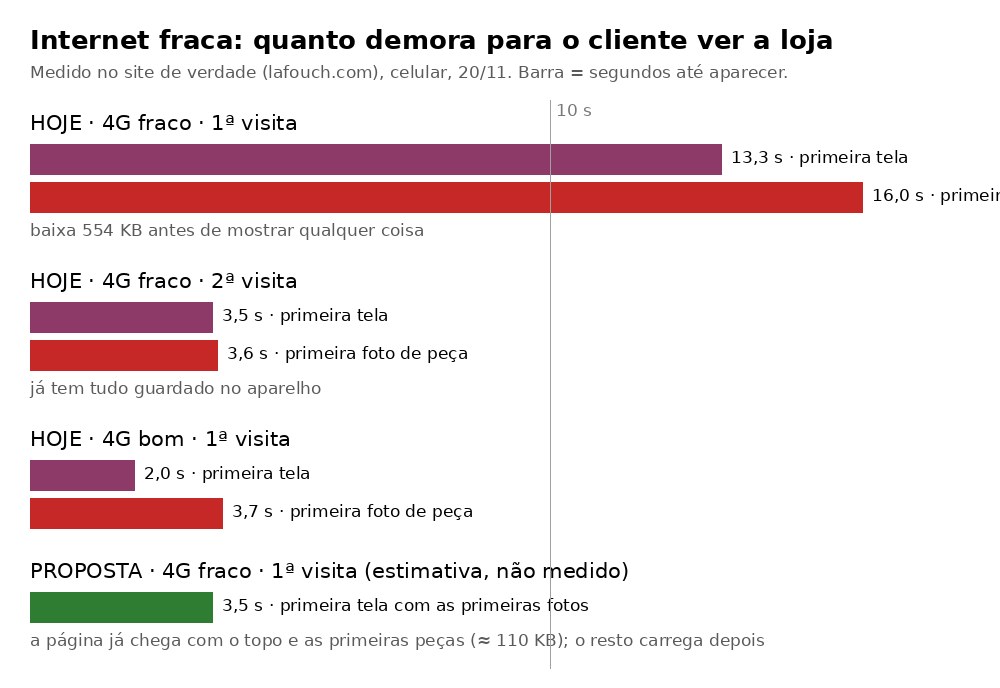 Internet fraca: quanto demora para o cliente ver a loja
Medido no site de verdade (lafouch.com), celular, 20/11. Barra = segundos até aparecer.
10 s
HOJE · 4G fraco · 1ª visita
13,3 s · primeira tela
16,0 s ·
baixa 554 KB antes de mostrar qualquer coisa
HOJE · 4G fraco · 2ª visita
3,5 s · primeira tela
3,6 s · primeira foto de peça
já tem tudo guardado no aparelho
HOJE · 4G bom · 1ª visita
2,0 s · primeira tela
3,7 s · primeira foto de peça
PROPOSTA · 4G fraco · 1ª visita (estimativa, não medido)
3,5 s · primeira tela com as primeiras fotos
a página já chega com o topo e as primeiras peças (≈ 110 KB); o resto carrega depois